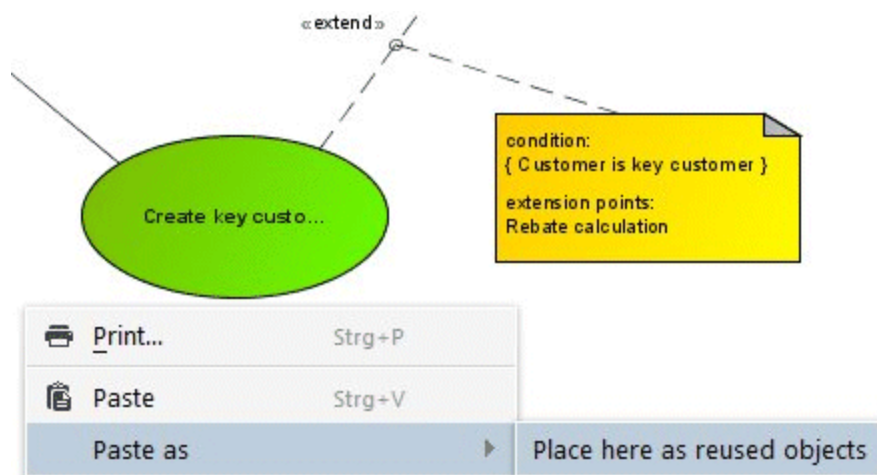 «extend»
condition:
{ Customer is key customer }
extension points:
Rebate calculation
Create key custo...
Print... Strg+P
Paste Strg+V
Paste as Place here as reused objects